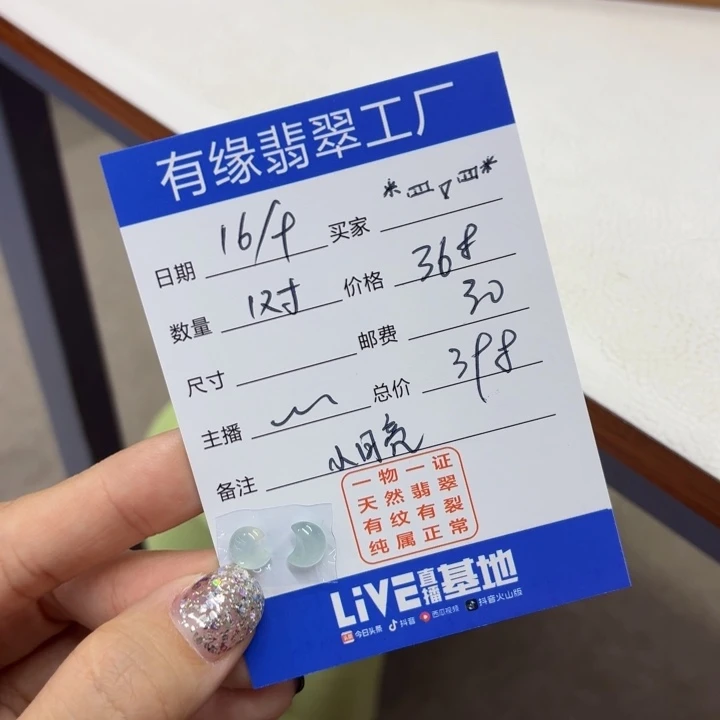 有缘翡翠工厂
日期 16/9 买家
数量 1对 价格 368
尺寸 邮费 30
主播 总价 398
备注 小月亮
一物一证
天然翡翠
有纹有裂
纯属正常
LiVE直播基地
今日头条 抖音 西瓜视频 抖音火山版